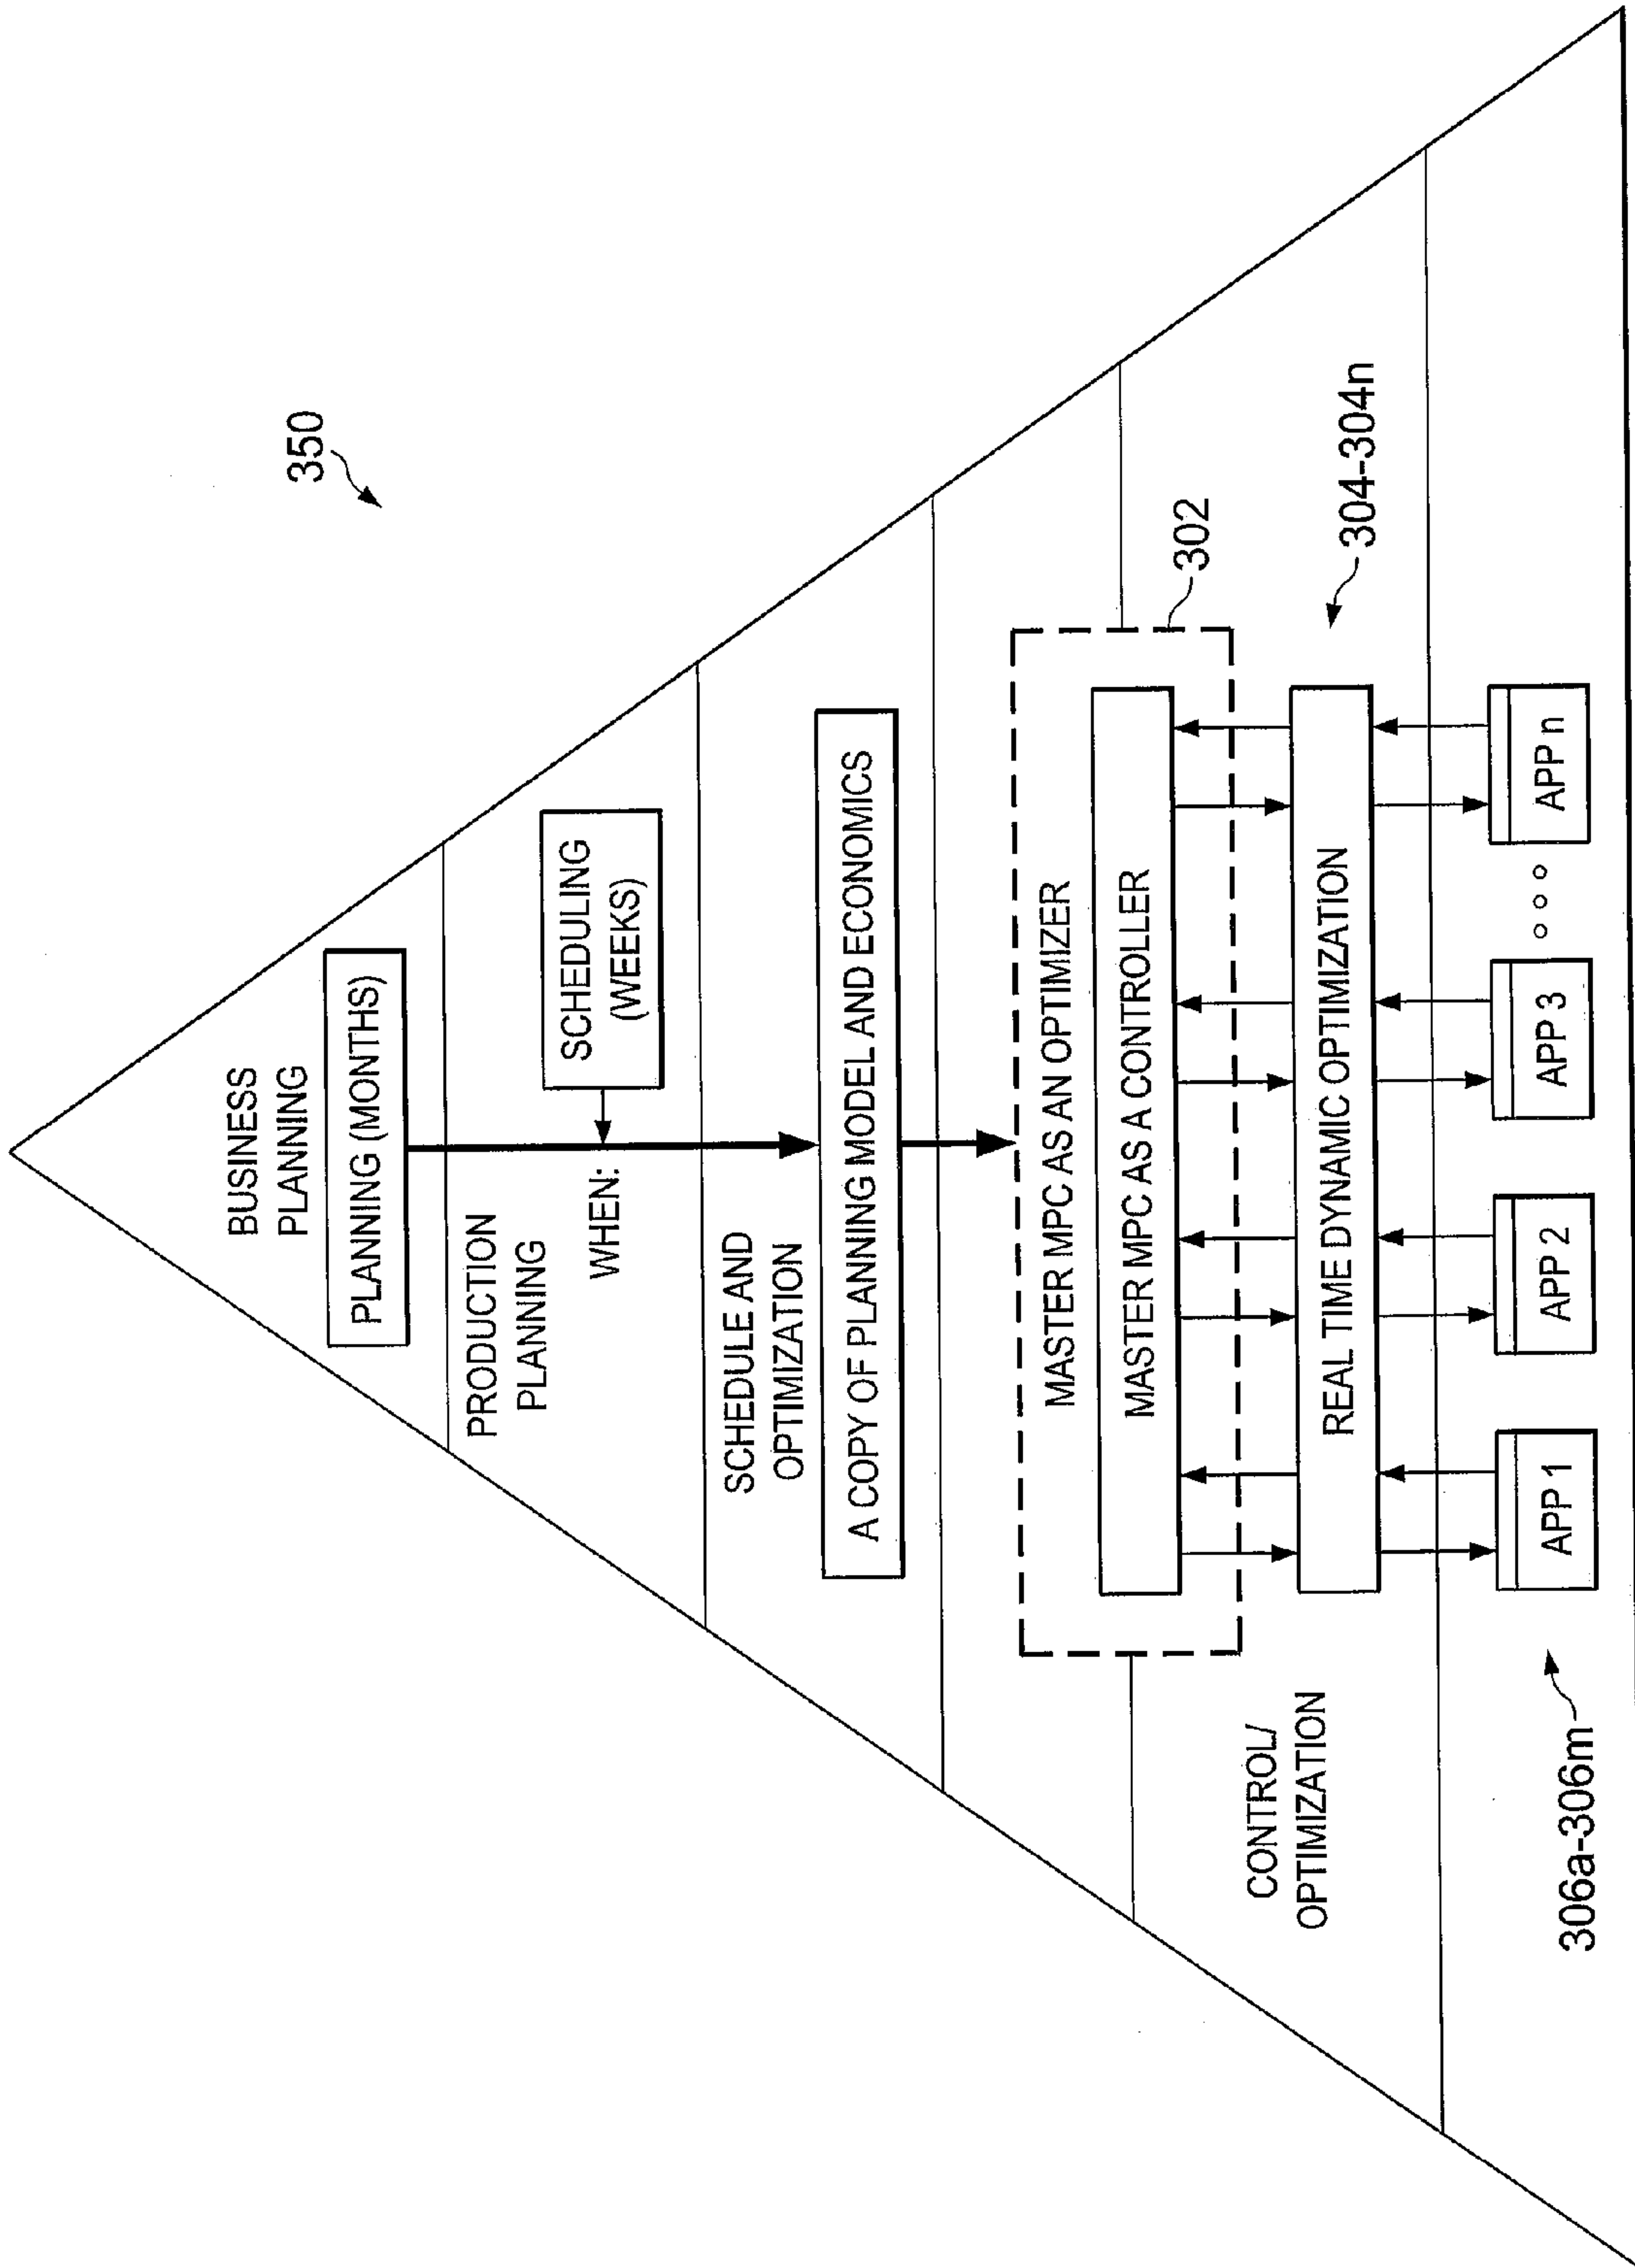 350
BUSINESS
PLANNING
PLANNING (MONTHS)
PRODUCTION
PLANNING
WHEN:
SCHEDULING
(WEEKS)
SCHEDULE AND
OPTIMIZATION
A COPY OF PLANNING MODEL AND ECONOMICS
302
MASTER MPC AS AN OPTIMIZER
MASTER MPC AS A CONTROLLER
304-304n
CONTROL/
OPTIMIZATION
REAL TIME DYNAMIC OPTIMIZATION
306a-306m
APP 1
APP 2
APP 3
APP n